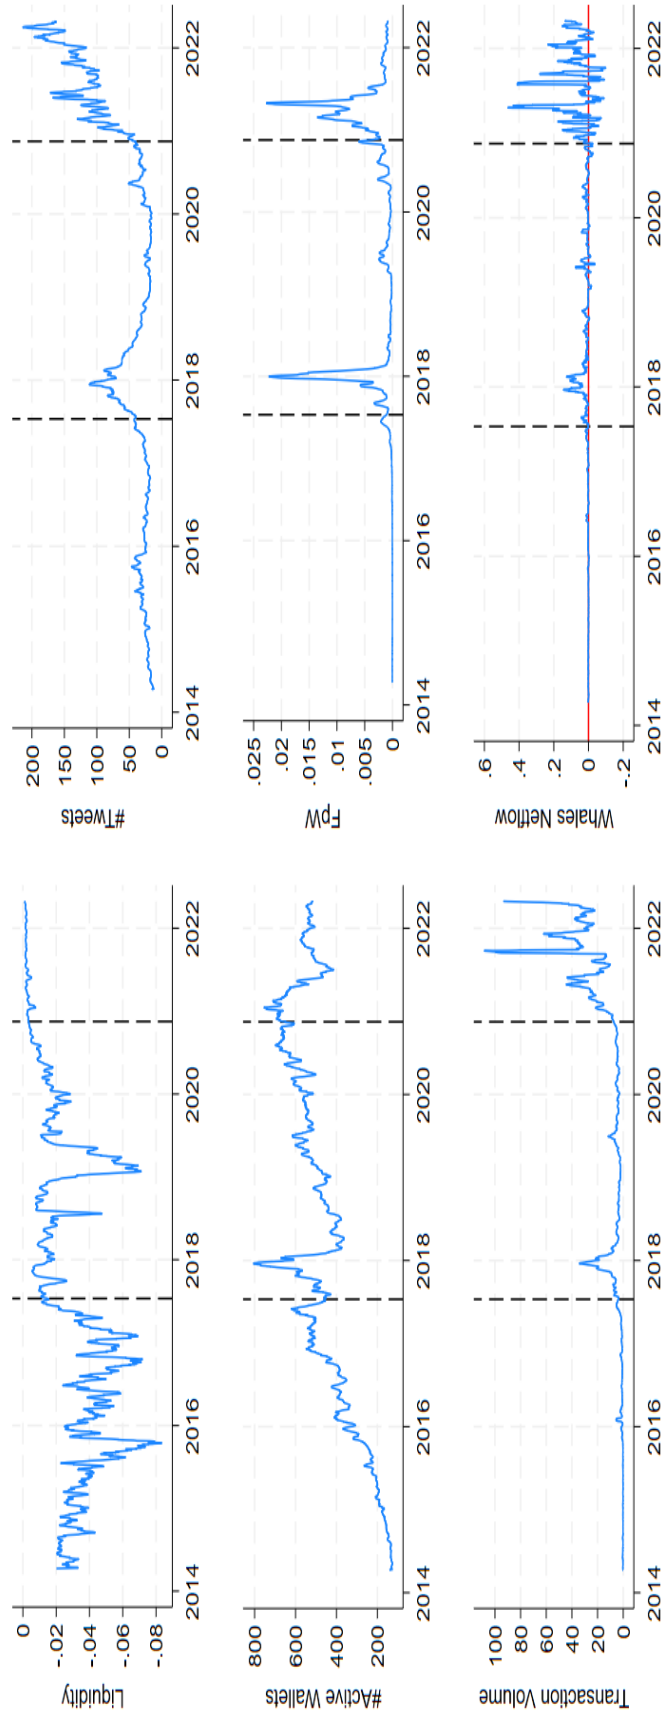 Liquidity
0
-.02
-.04
-.06
-.08
2014 2016 2018 2020 2022
#Tweets
200
150
100
50
0
2014 2016 2018 2020 2022
#Active Wallets
800
600
400
200
2014 2016 2018 2020 2022
FpW
.025
.02
.015
.01
.005
0
2014 2016 2018 2020 2022
Transaction Volume
100
80
60
40
20
0
2014 2016 2018 2020 2022
Whales Netflow
.6
.4
.2
0
-.2
2014 2016 2018 2020 2022